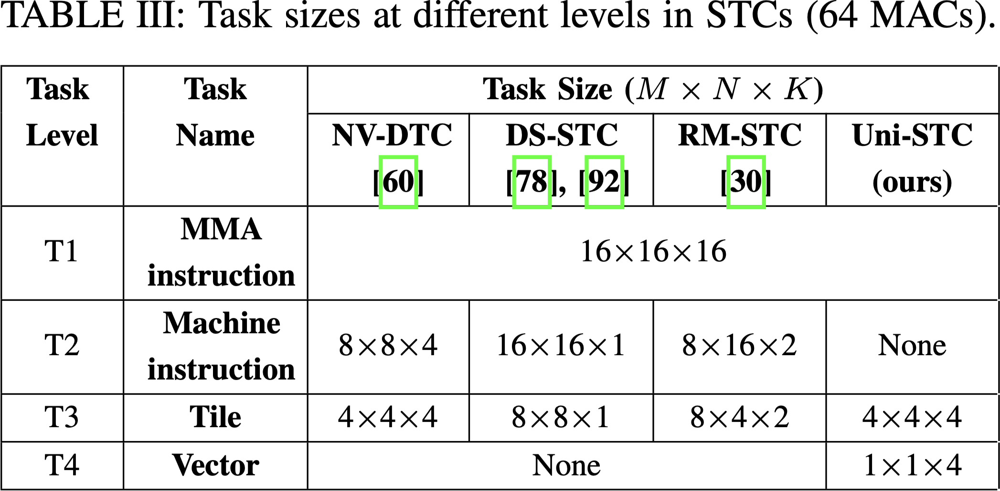 TABLE III: Task sizes at different levels in STCs (64 MACs).
Task Level Task Name Task Size (M × N × K)
NV-DTC [60] DS-STC [78], [92] RM-STC [30] Uni-STC (ours)
T1 MMA instruction 16×16×16
T2 Machine instruction 8×8×4 16×16×1 8×16×2 None
T3 Tile 4×4×4 8×8×1 8×4×2 4×4×4
T4 Vector None 1×1×4